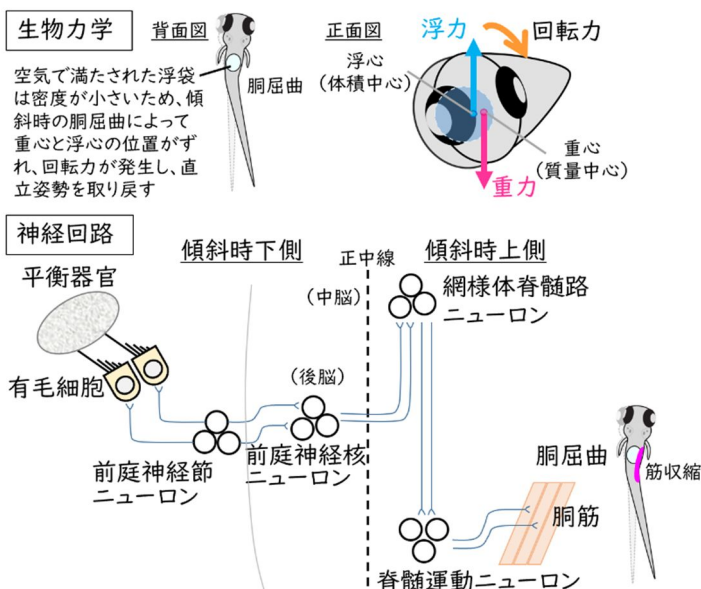 生物力学
背面図
正面図
浮力
回転力
空気で満たされた浮袋
は密度が小さいため、傾
斜時の胴屈曲によって
重心と浮心の位置がず
れ、回転力が発生し、直
立姿勢を取り戻す
胴屈曲
浮心
(体積中心)
重心
(質量中心)
重力
神経回路
傾斜時下側
正中線
傾斜時上側
平衡器官
(中脳)
網様体脊髄路
ニューロン
有毛細胞
(後脳)
前庭神経節
ニューロン
前庭神経核
ニューロン
胴屈曲
筋収縮
胴筋
脊髄運動ニューロン